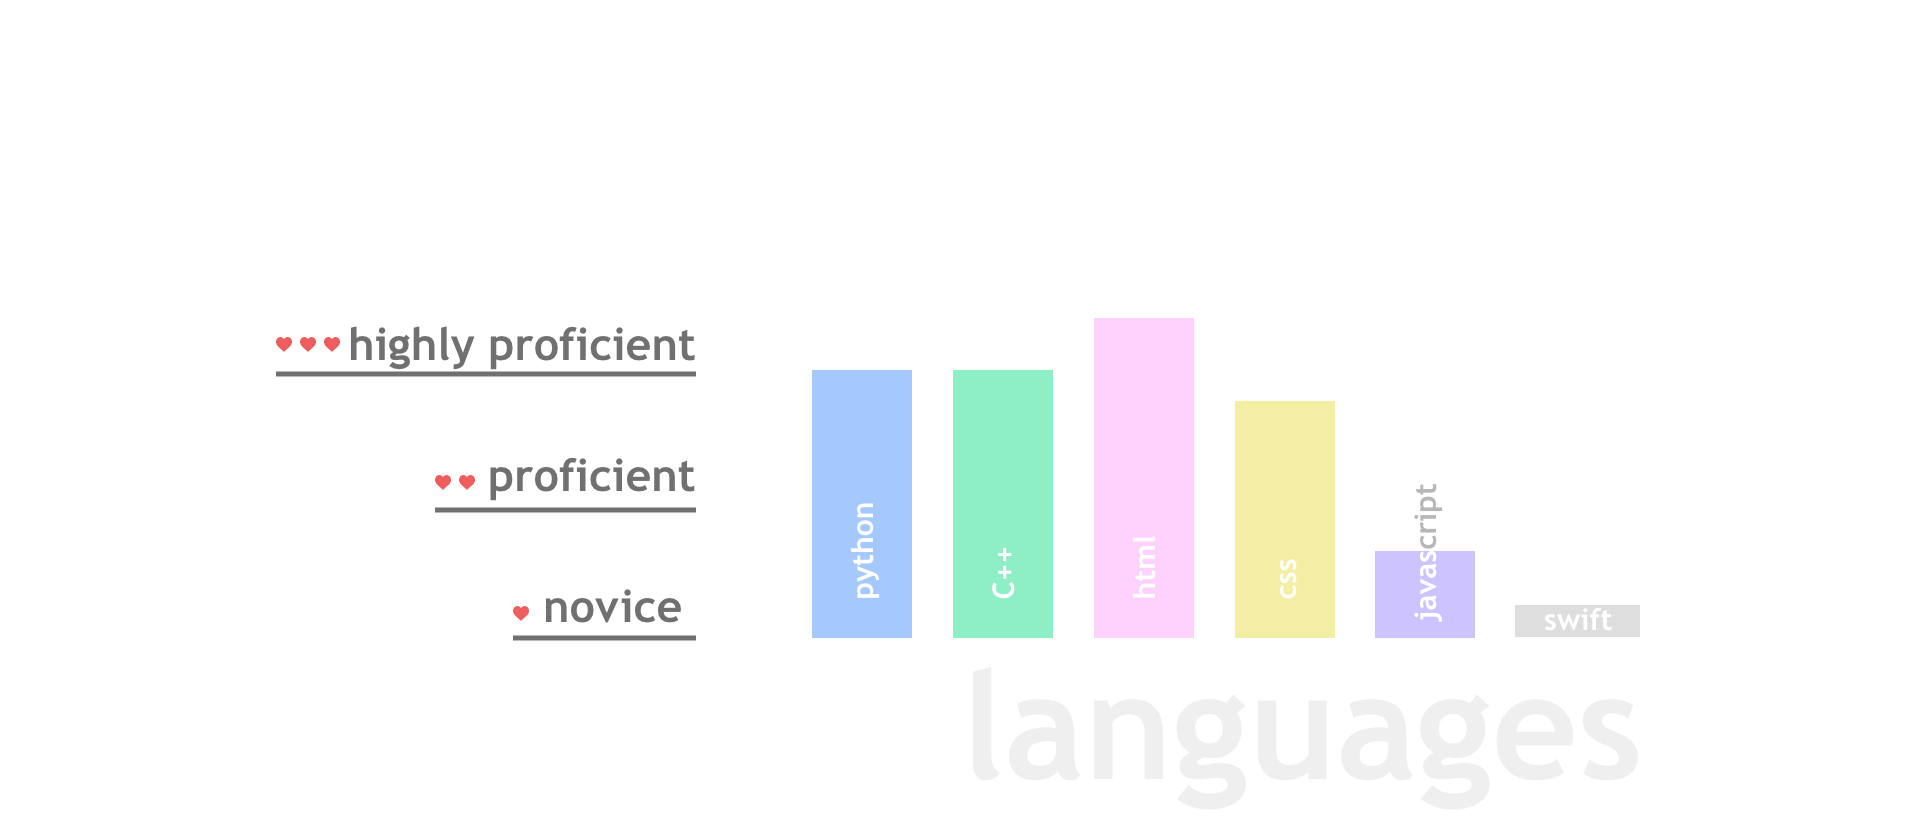 highly proficient
proficient
novice
python
C++
html
css
javascript
swift
languages